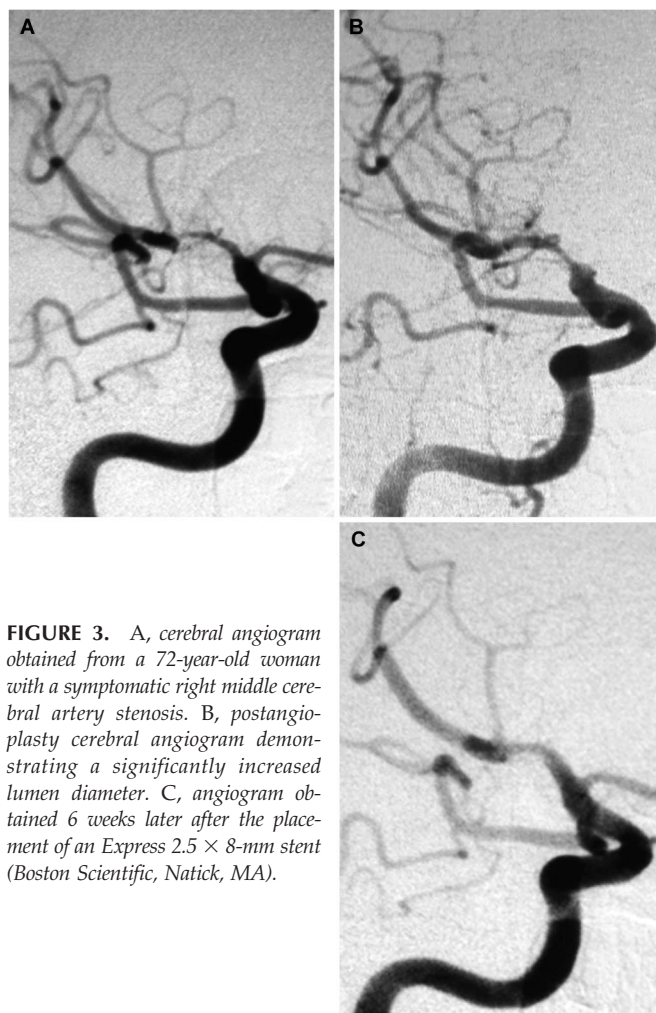 A
B
C
FIGURE 3. A, cerebral angiogram
obtained from a 72-year-old woman
with a symptomatic right middle cere-
bral artery stenosis. B, postangio-
plasty cerebral angiogram demon-
strating a significantly increased
lumen diameter. C, angiogram ob-
tained 6 weeks later after the place-
ment of an Express 2.5 × 8-mm stent
(Boston Scientific, Natick, MA).